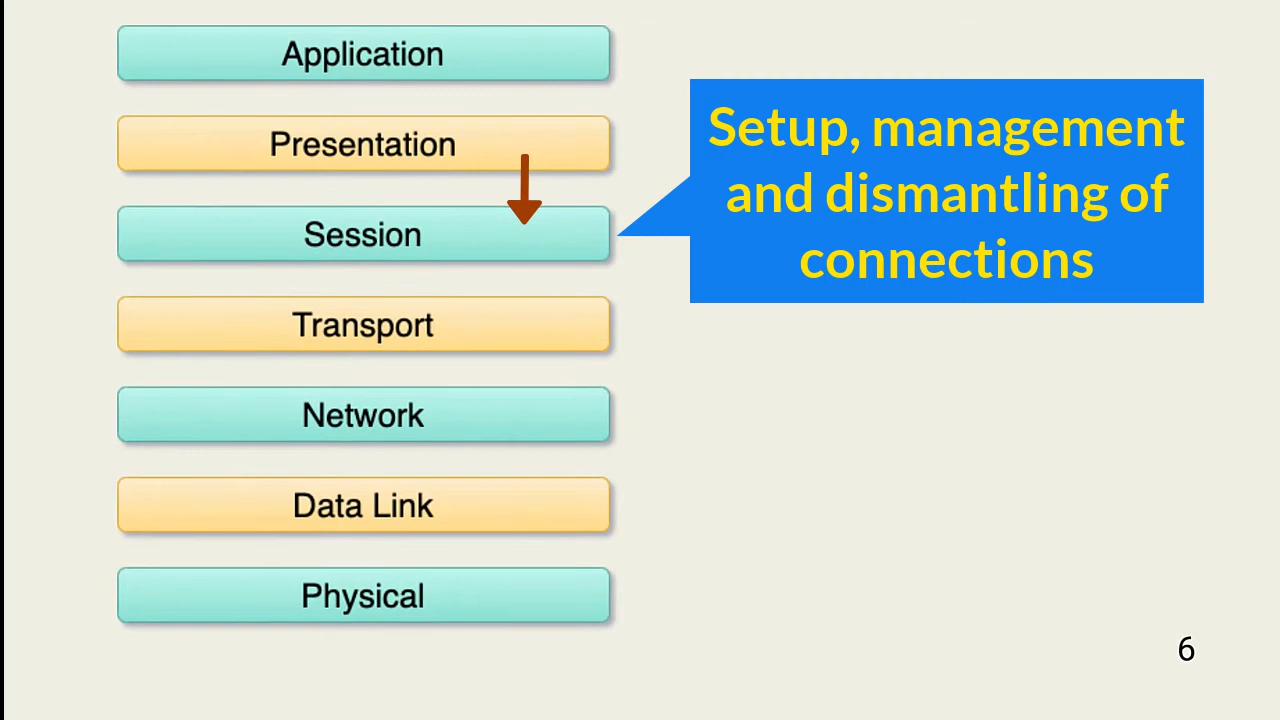 Application
Presentation
Session
Transport
Network
Data Link
Physical
Setup, management
and dismantling of
connections
6